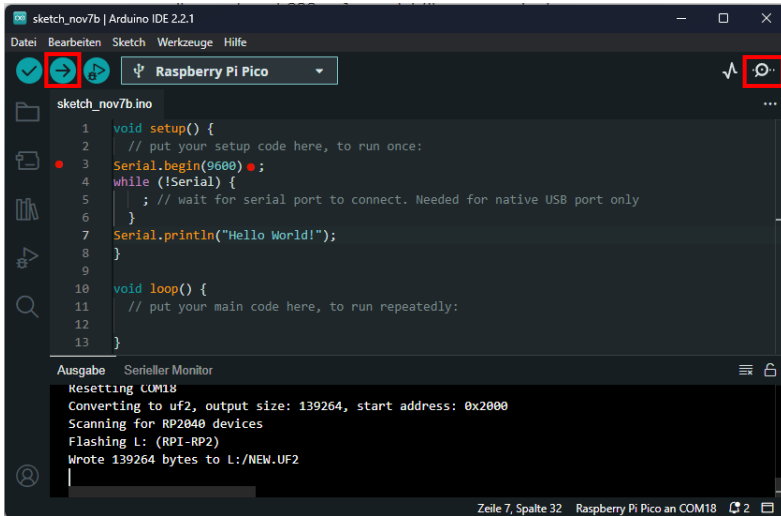 sketch_nov7b | Arduino IDE 2.2.1
Datei Bearbeiten Sketch Werkzeuge Hilfe
Raspberry Pi Pico
sketch_nov7b.ino
1 void setup() {
2 // put your setup code here, to run once:
3 Serial.begin(9600) ;
4 while (!Serial) {
5 ; // wait for serial port to connect. Needed for native USB port only
6 }
7 Serial.println("Hello World!");
8 }
9
10 void loop() {
11 // put your main code here, to run repeatedly:
12
13 }
Ausgabe Serieller Monitor
Resetting COM18
Converting to uf2, output size: 139264, start address: 0x2000
Scanning for RP2040 devices
Flashing L: (RPI-RP2)
Wrote 139264 bytes to L:/NEW.UF2
Zeile 7, Spalte 32 Raspberry Pi Pico an COM18 2